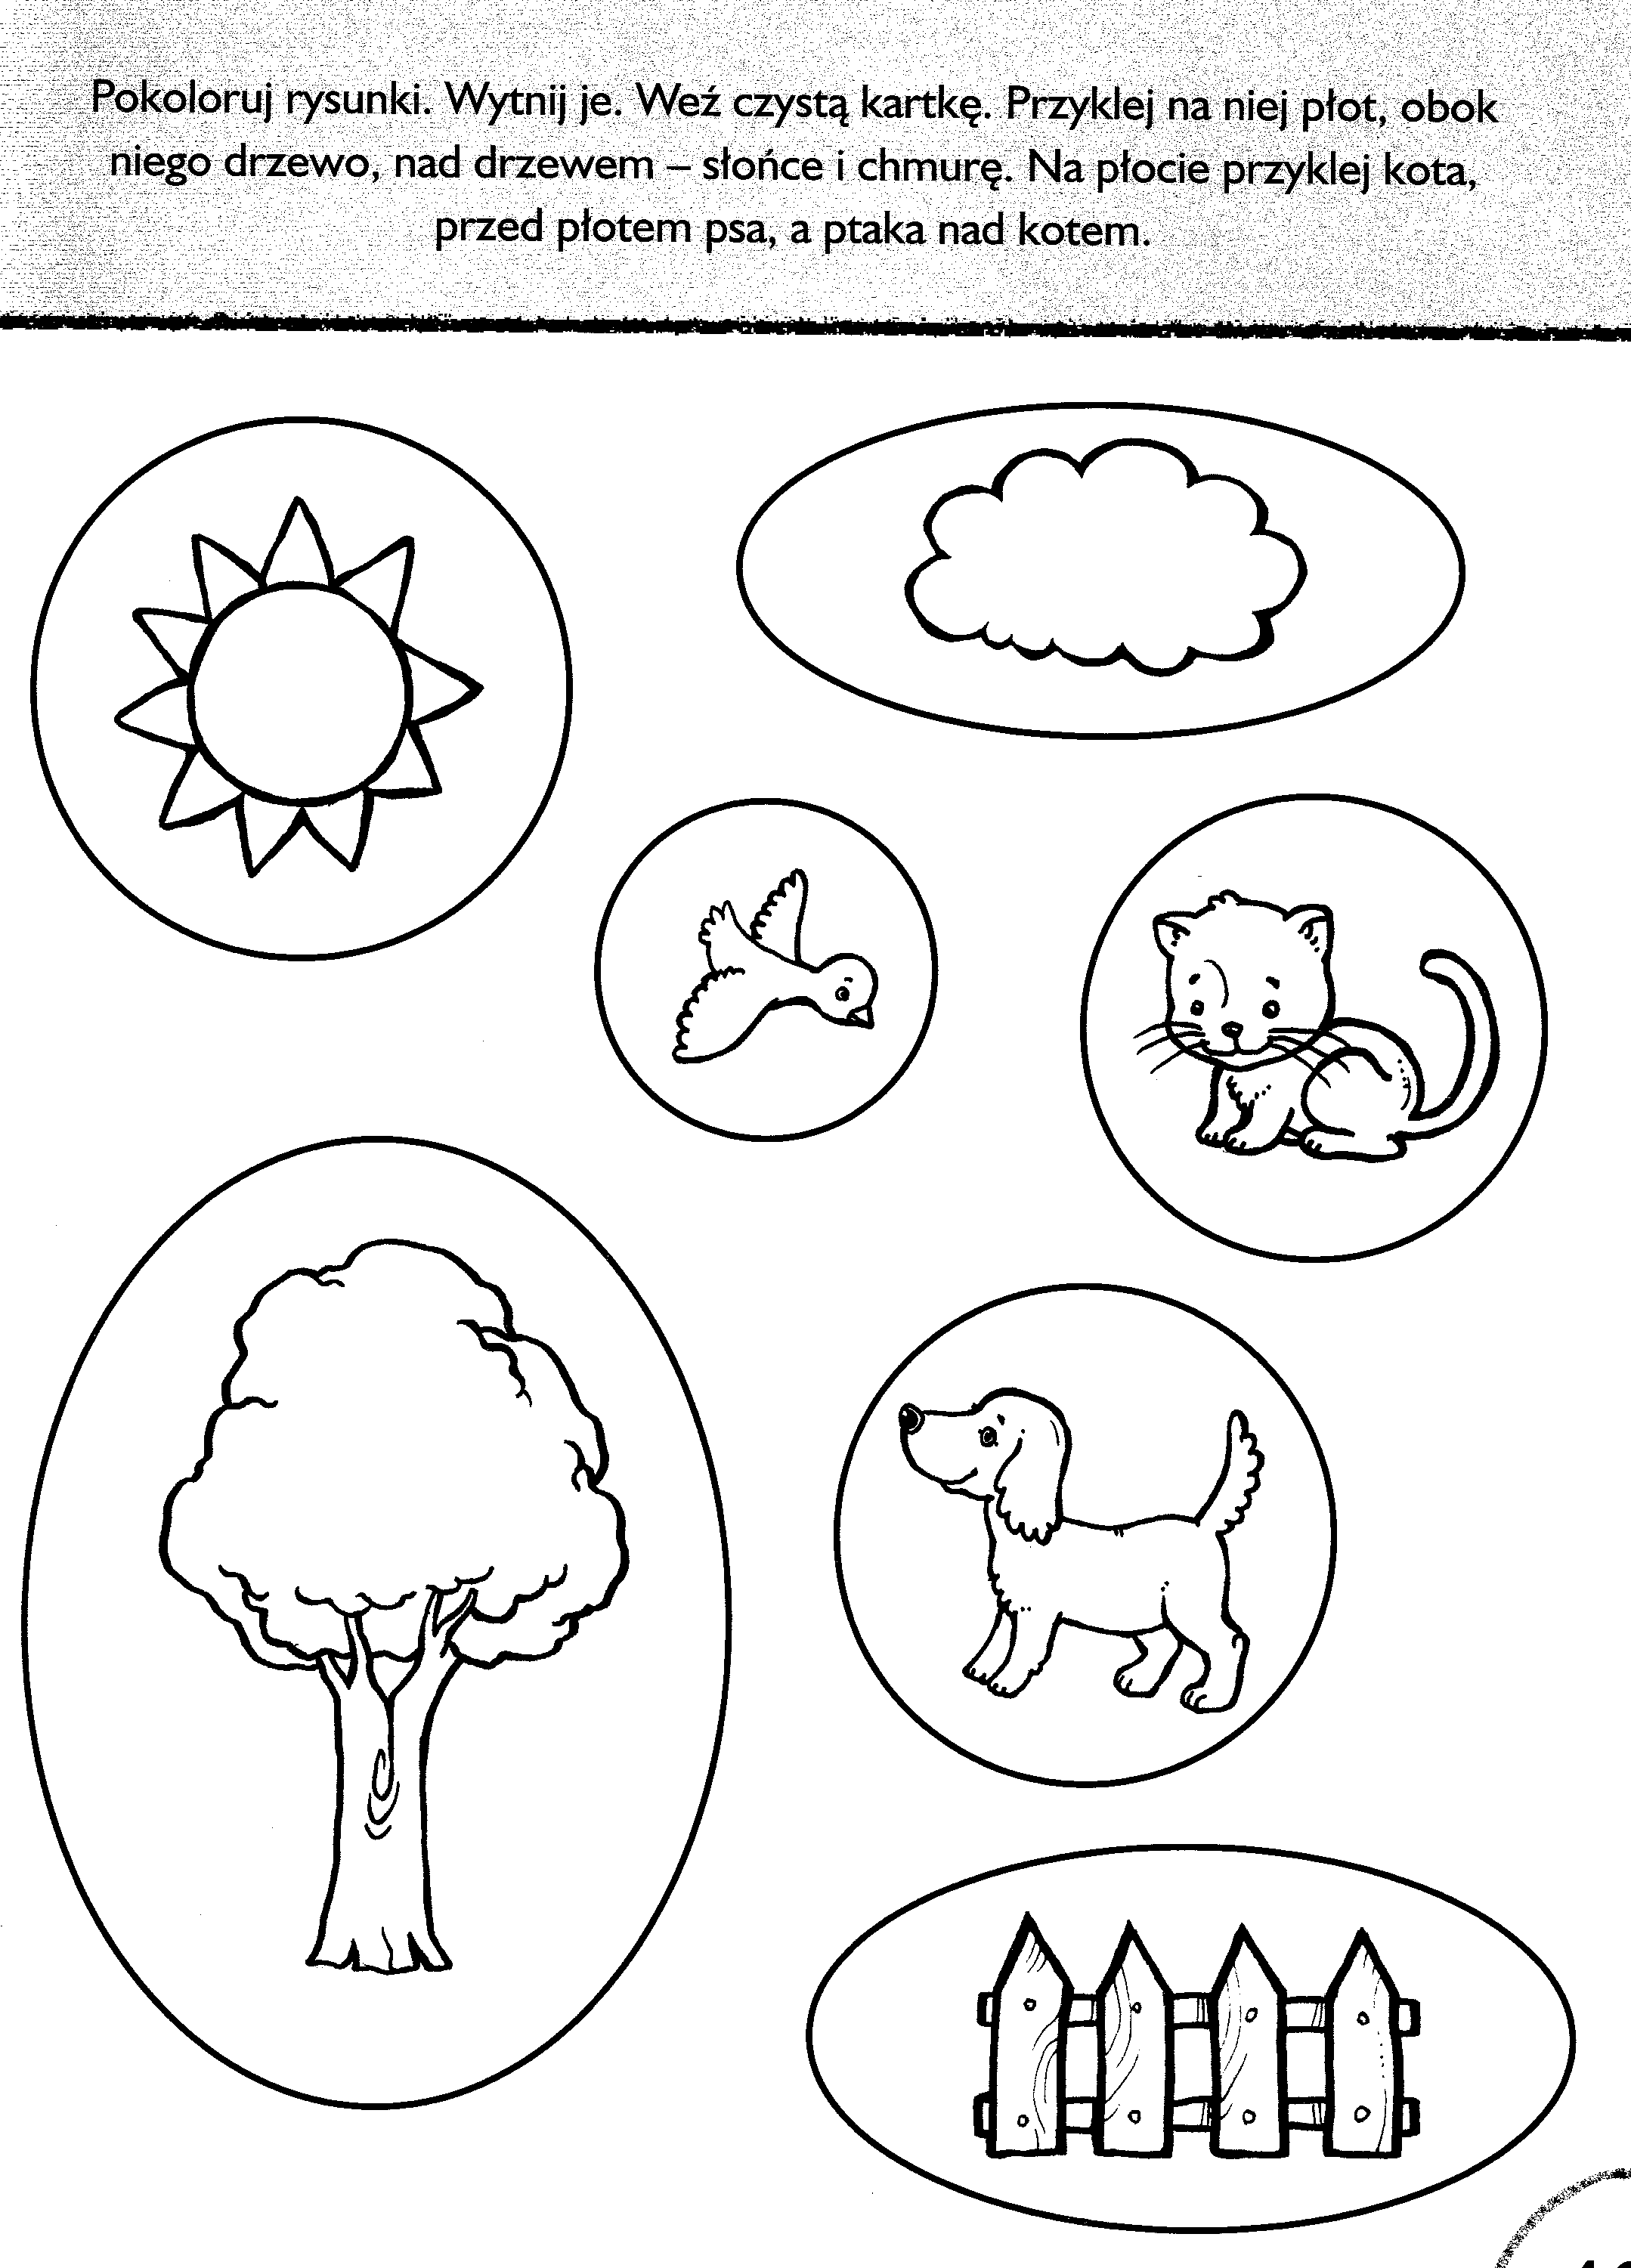 Pokoloruj rysunki. Wytnij je. Weź czystą kartkę. Przyklej na niej płot, obok
niego drzewo, nad drzewem – słońce i chmurę. Na płocie przyklej kota,
przed płotem psa, a ptaka nad kotem.